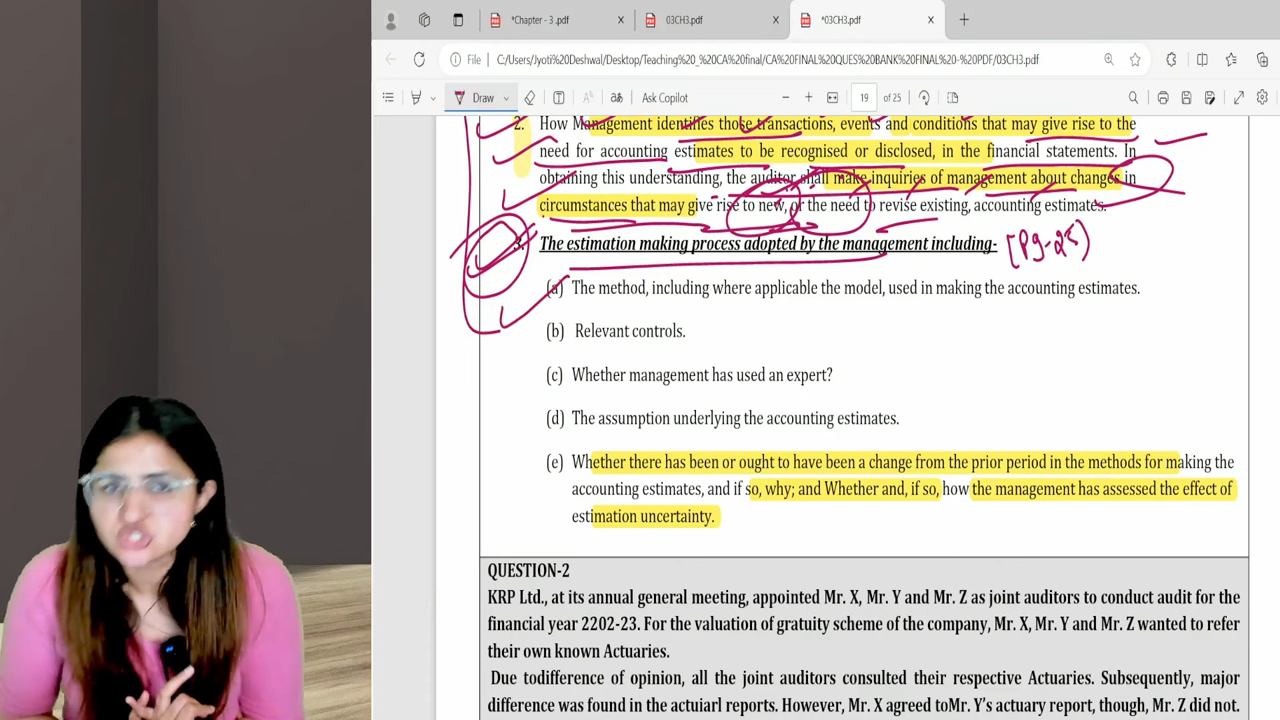 *Chapter - 3 .pdf
03CH3.pdf
*03CH3.pdf
File
C:/Users/Jyoti%20Deshwal/Desktop/Teaching%20_%20CA%20final/CA%20FINAL%20QUES%20BANK%20FINAL%20-%20PDF/03CH3.pdf
Draw
Ask Copilot
19 of 25
2. How Management identifies those transactions, events and conditions that may give rise to the
need for accounting estimates to be recognised or disclosed, in the financial statements. In
obtaining this understanding, the auditor shall make inquiries of management about changes in
circumstances that may give rise to new, or the need to revise existing, accounting estimates.
3. The estimation making process adopted by the management including-
(a) The method, including where applicable the model, used in making the accounting estimates.
(b) Relevant controls.
(c) Whether management has used an expert?
(d) The assumption underlying the accounting estimates.
(e) Whether there has been or ought to have been a change from the prior period in the methods for making the
accounting estimates, and if so, why; and Whether and, if so, how the management has assessed the effect of
estimation uncertainty.
QUESTION-2
KRP Ltd., at its annual general meeting, appointed Mr. X, Mr. Y and Mr. Z as joint auditors to conduct audit for the
financial year 2202-23. For the valuation of gratuity scheme of the company, Mr. X, Mr. Y and Mr. Z wanted to refer
their own known Actuaries.
Due todifference of opinion, all the joint auditors consulted their respective Actuaries. Subsequently, major
difference was found in the actuiarl reports. However, Mr. X agreed toMr. Y's actuary report, though, Mr. Z did not.